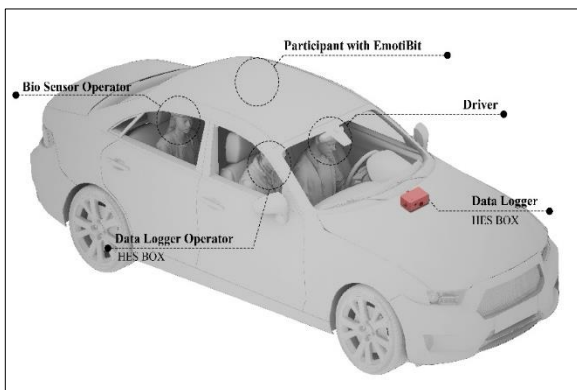 Participant with EmotiBit
Bio Sensor Operator
Driver
Data Logger
HES BOX
Data Logger Operator
HES BOX